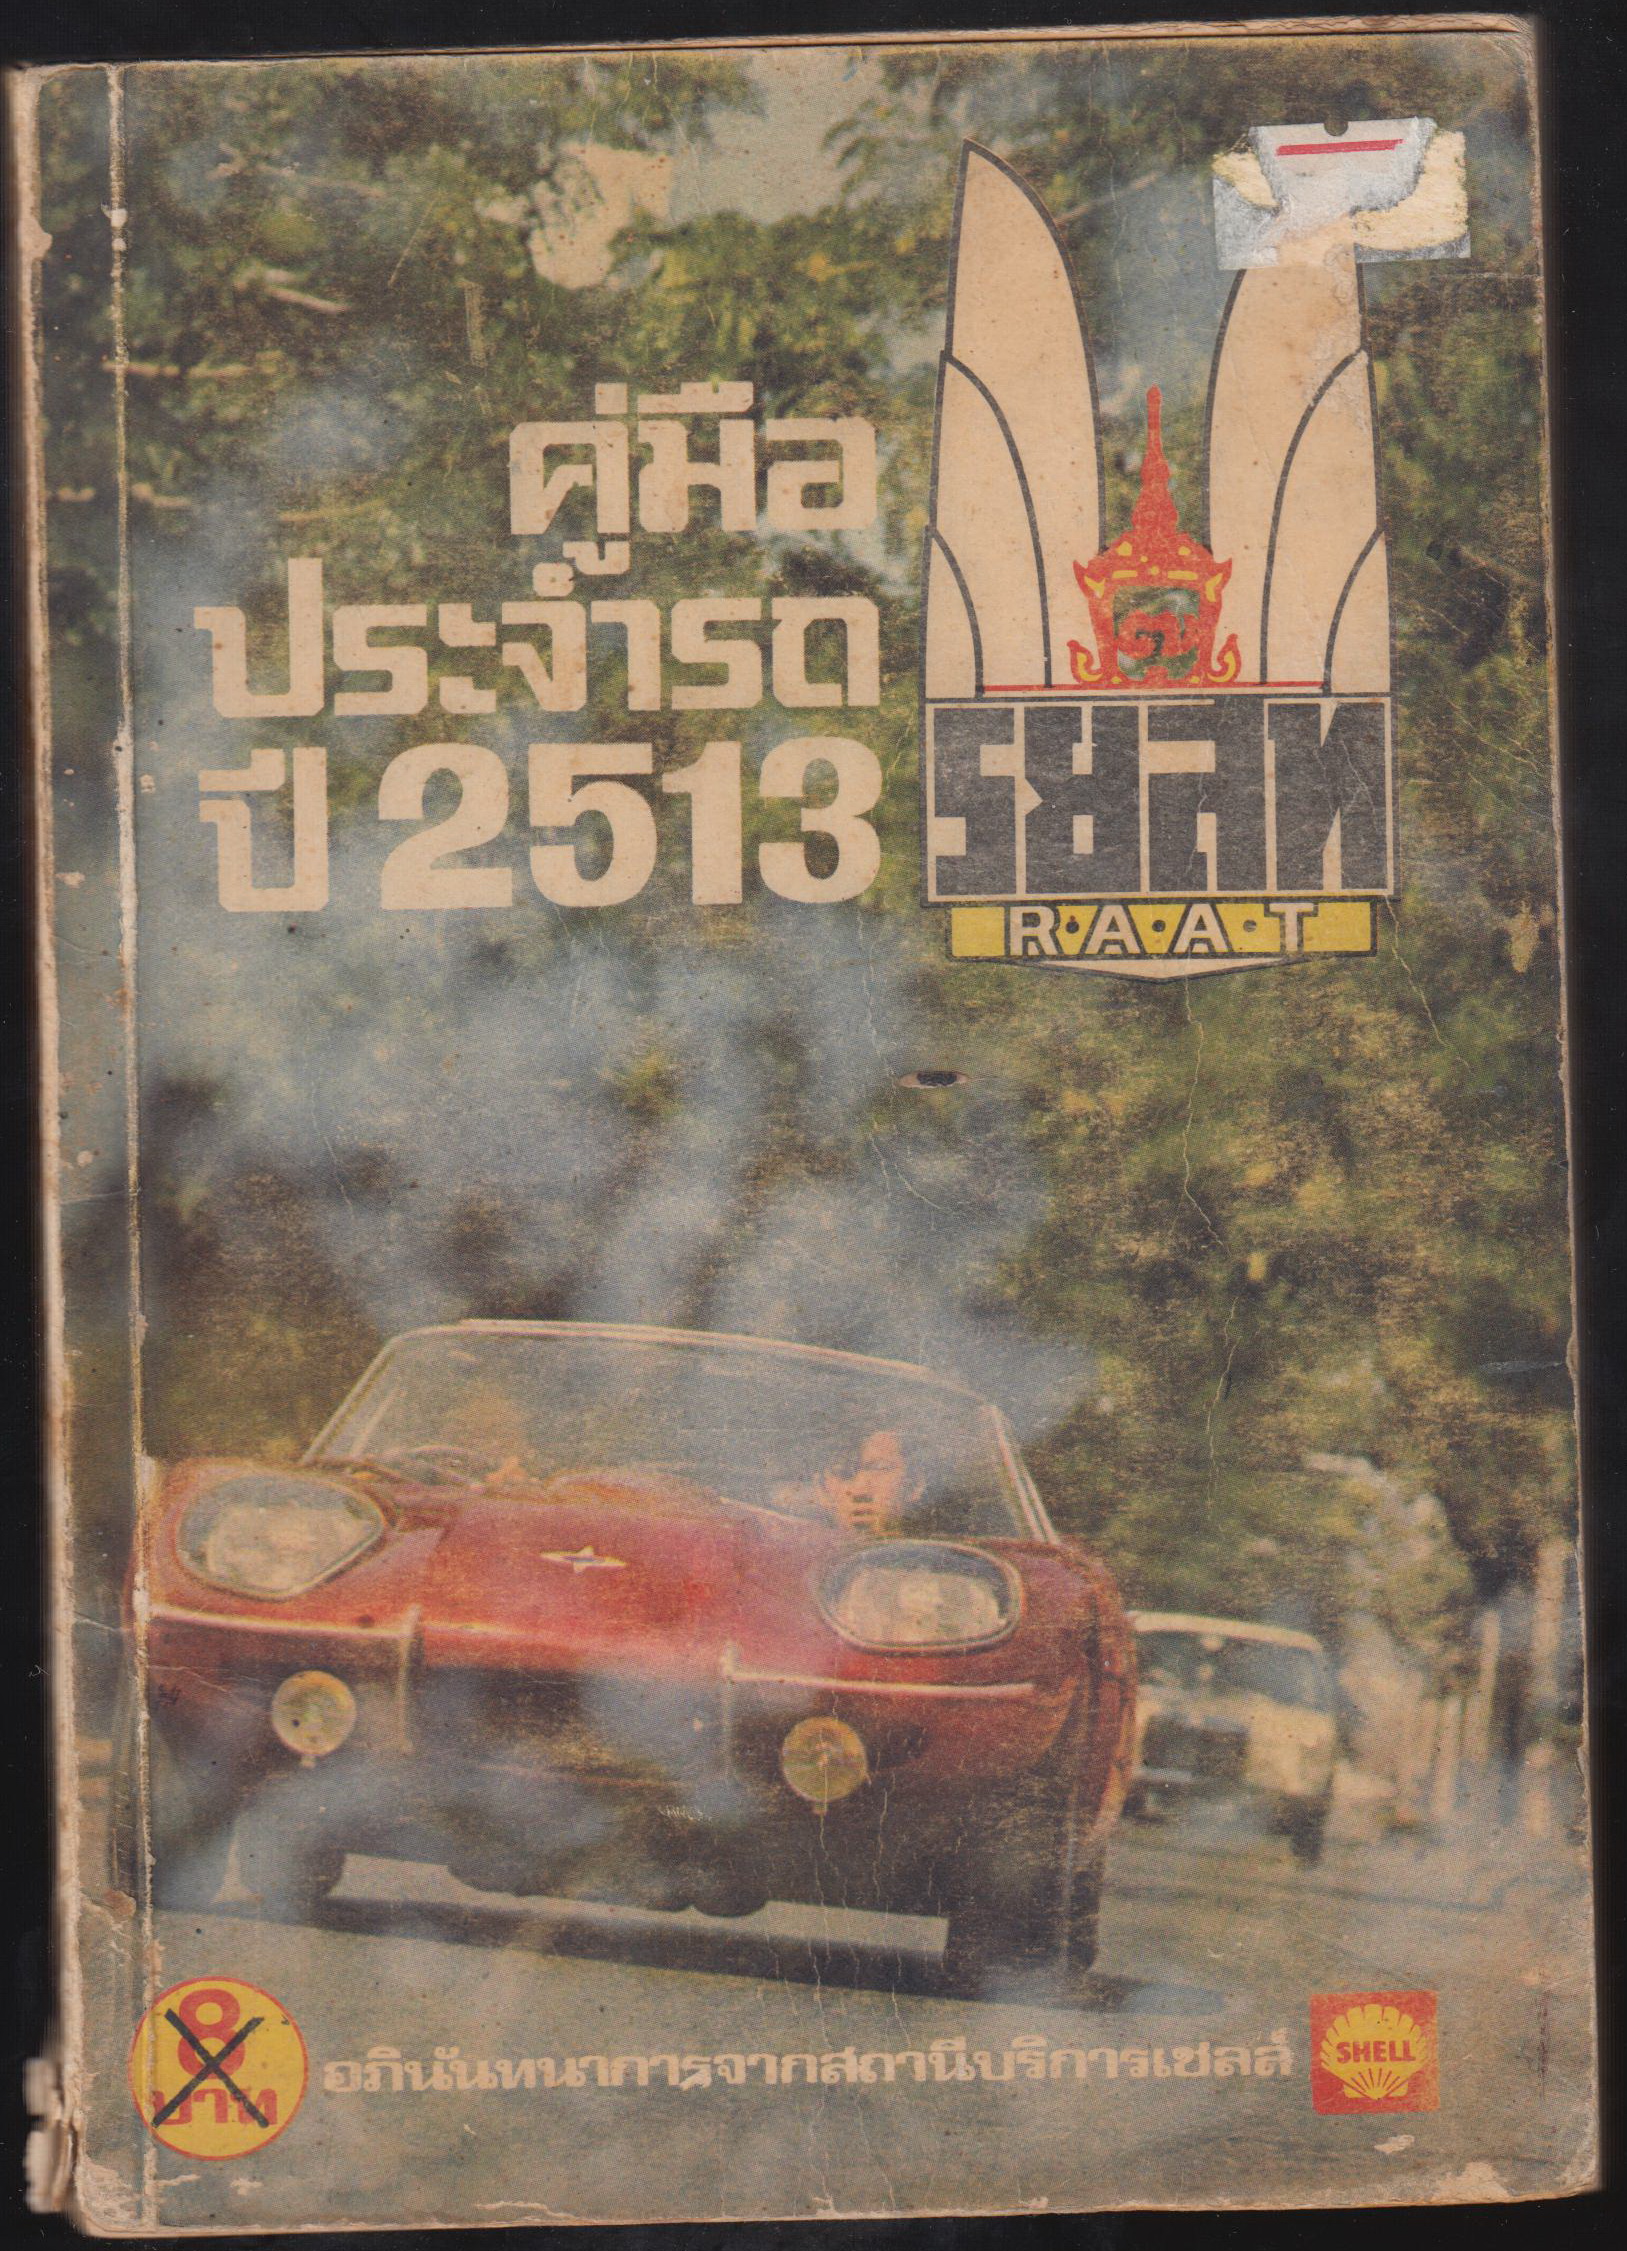 คู่มือ
ประจำรถ
ปี 2513
รยสท
R·A·A·T
8
บาท
อภินันทนาการจากสถานีบริการเชลล์
SHELL